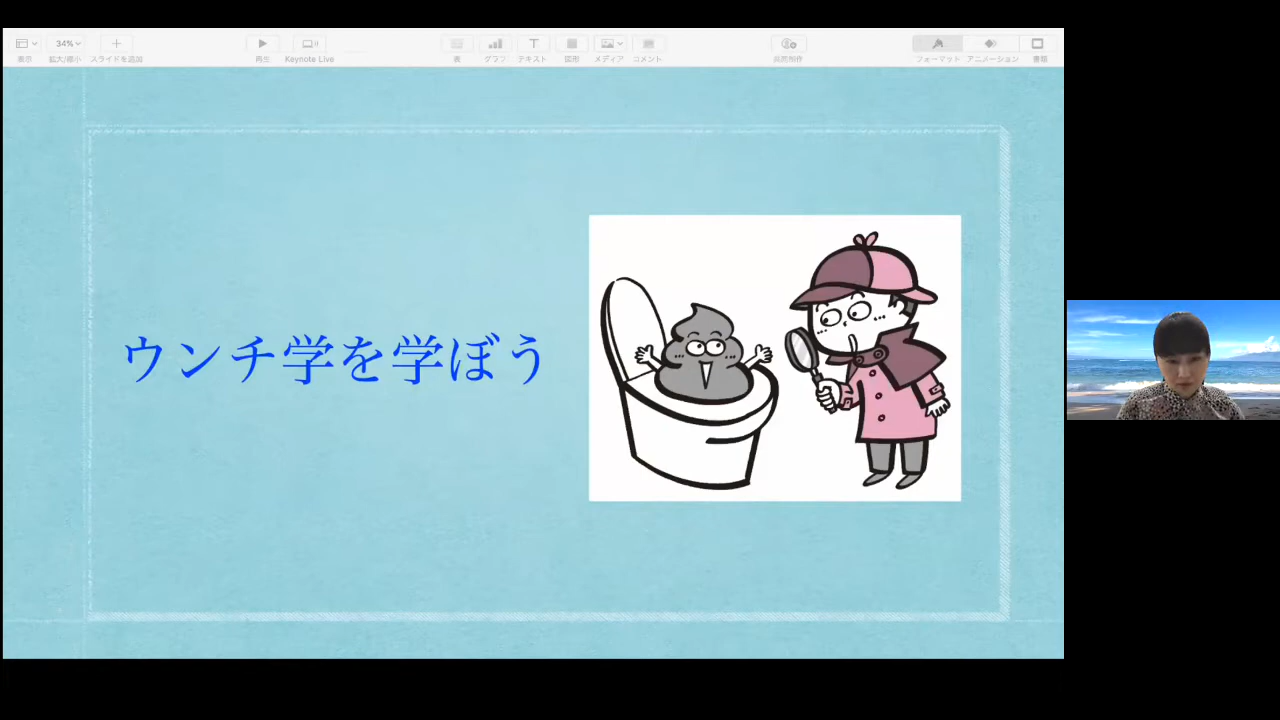 34%
表示
拡大/縮小
スライドを追加
再生
Keynote Live
表
グラフ
テキスト
図形
メディア
コメント
共同制作
フォーマット
アニメーション
書類
ウンチ学を学ぼう